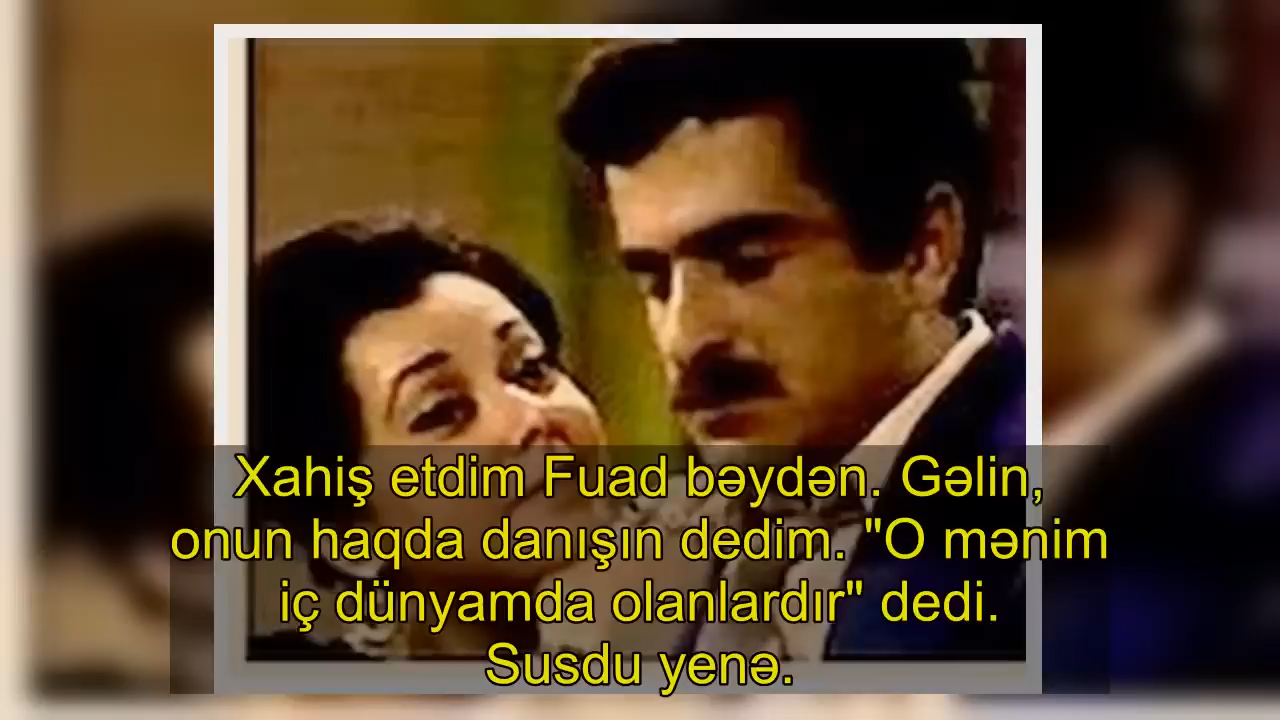 Xahiş etdim Fuad bəydən. Gəlin,
onun haqda danışın dedim. "O mənim
iç dünyamda olanlardır" dedi.
Susdu yenə.